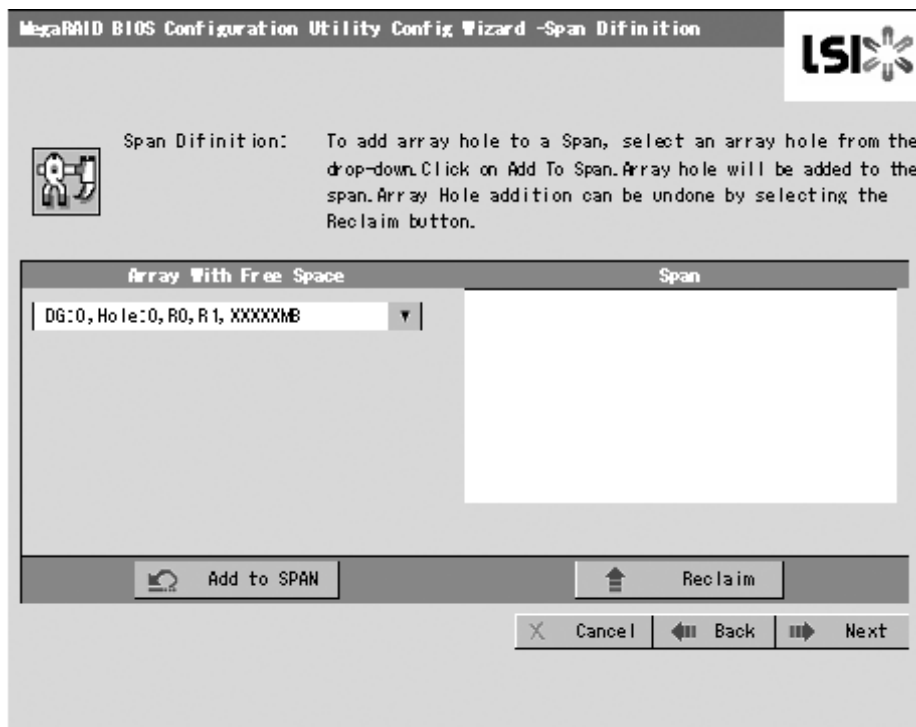 MegaRAID BIOS Configuration Utility Config Wizard -Span Difinition
LSI
Span Difinition:
To add array hole to a Span, select an array hole from the
drop-down.Click on Add To Span.Array hole will be added to the
span.Array Hole addition can be undone by selecting the
Reclaim button.
Array With Free Space
Span
DG:0,Hole:0,R0,R1,XXXXXMB
Add to SPAN
Reclaim
X Cancel
Back
Next